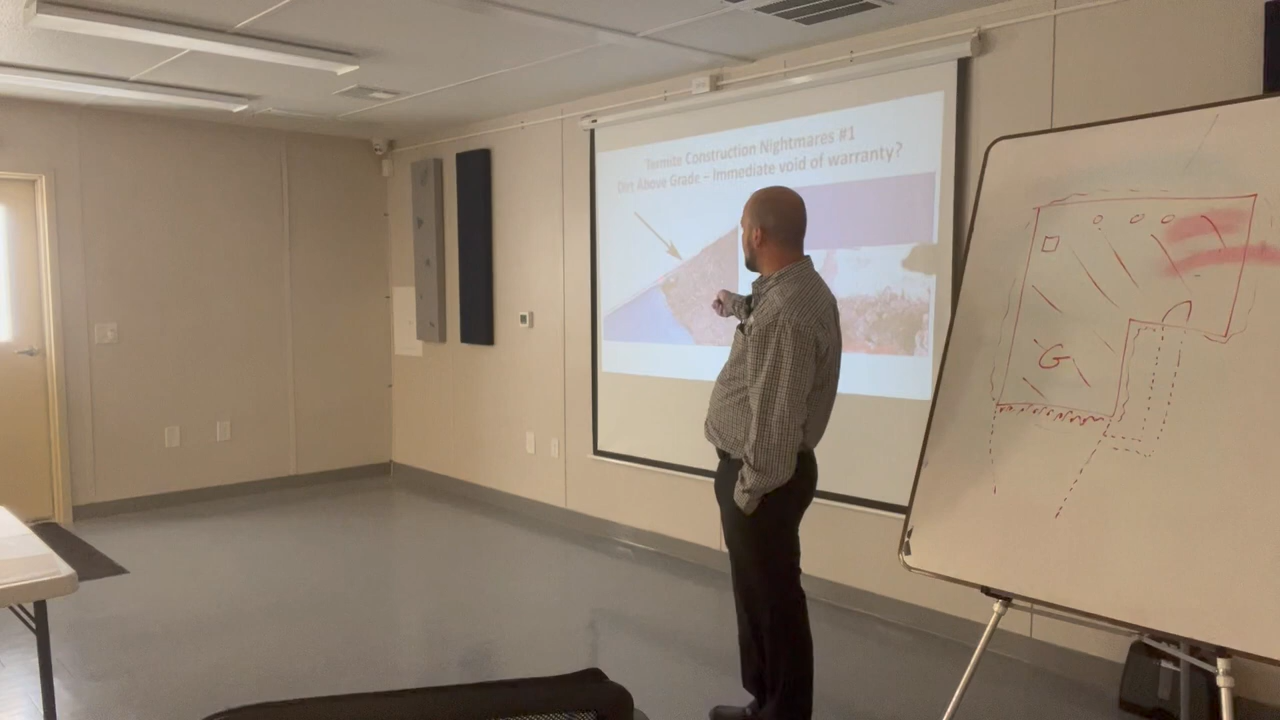 Termite Construction Nightmares #1
Dirt Above Grade – Immediate void of warranty?
G